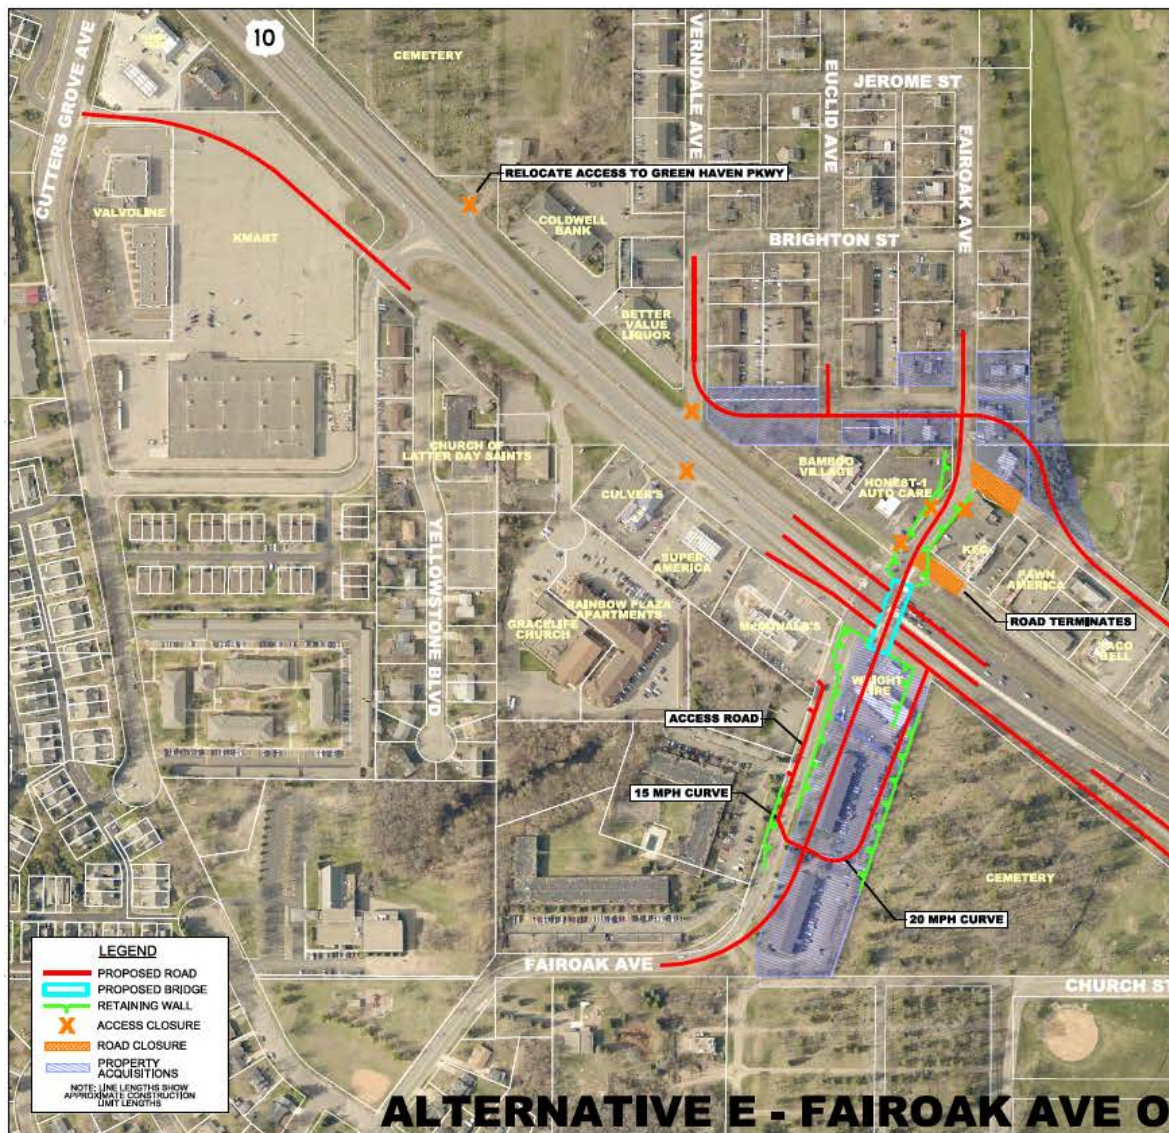 10
CUTTERS GROVE AVE
CEMETERY
VERNDALE AVE
EUCLID AVE
JEROME ST
FAIROAK AVE
RELOCATE ACCESS TO GREEN HAVEN PKWY
VALVOLINE
KMART
COLDWELL
BANK
BRIGHTON ST
BETTER
VALUE
LIQUOR
CHURCH OF
LATTER DAY SAINTS
CULVER'S
BAMBOO
VILLAGE
HONEST-1
AUTO CARE
SUPER
AMERICA
KFC
PAWN
AMERICA
YELLOWSTONE BLVD
RAINBOW PLAZA
APARTMENTS
GRACELIFE
CHURCH
McDONALD'S
ROAD TERMINATES
TACO
BELL
WRIGHT
TIRE
ACCESS ROAD
15 MPH CURVE
CEMETERY
20 MPH CURVE
FAIROAK AVE
CHURCH ST
LEGEND
PROPOSED ROAD
PROPOSED BRIDGE
RETAINING WALL
X ACCESS CLOSURE
ROAD CLOSURE
PROPERTY
ACQUISITIONS
NOTE: LINE LENGTHS SHOW
APPROXIMATE CONSTRUCTION
LIMIT LENGTHS
ALTERNATIVE E - FAIROAK AVE O